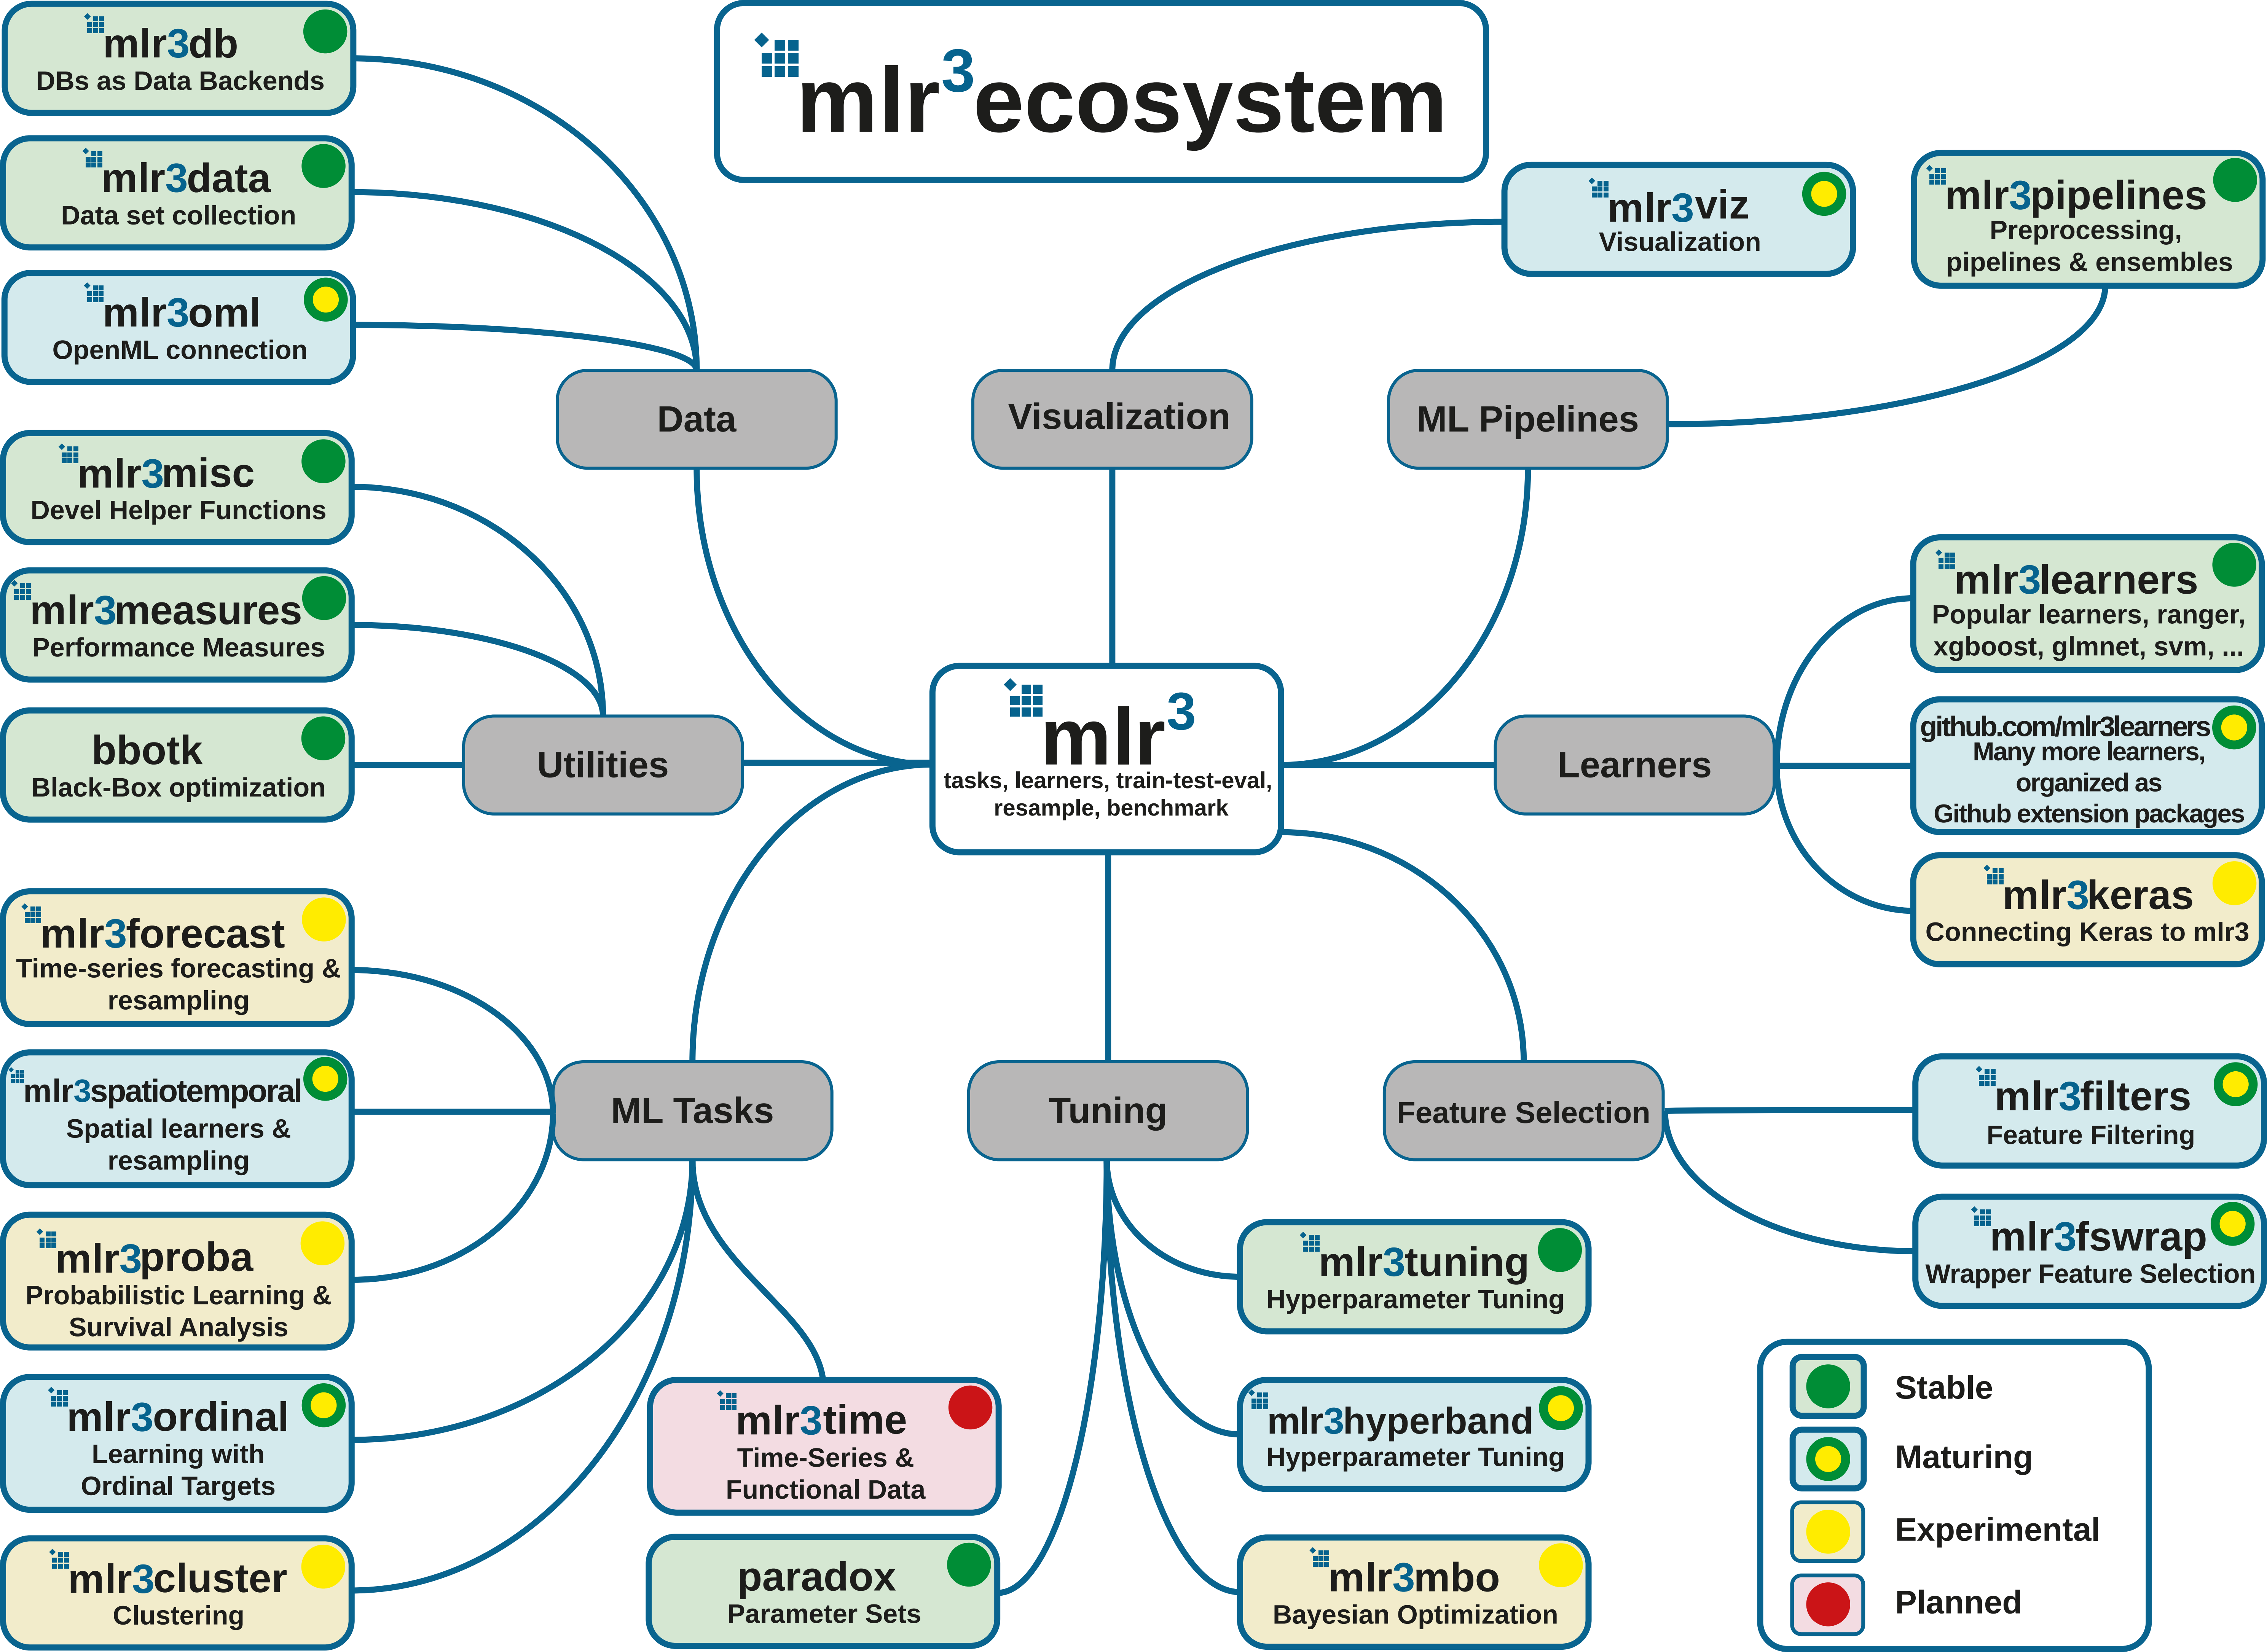 mlr3ecosystem
mlr3db
DBs as Data Backends
mlr3data
Data set collection
mlr3oml
OpenML connection
mlr3viz
Visualization
mlr3pipelines
Preprocessing,
pipelines & ensembles
Data
Visualization
ML Pipelines
mlr3misc
Devel Helper Functions
mlr3measures
Performance Measures
bbotk
Black-Box optimization
Utilities
mlr3
tasks, learners, train-test-eval,
resample, benchmark
Learners
mlr3learners
Popular learners, ranger,
xgboost, glmnet, svm, ...
github.com/mlr3learners
Many more learners,
organized as
Github extension packages
mlr3keras
Connecting Keras to mlr3
mlr3forecast
Time-series forecasting &
resampling
mlr3spatiotemporal
Spatial learners &
resampling
mlr3proba
Probabilistic Learning &
Survival Analysis
mlr3ordinal
Learning with
Ordinal Targets
mlr3cluster
Clustering
ML Tasks
Tuning
Feature Selection
mlr3time
Time-Series &
Functional Data
paradox
Parameter Sets
mlr3tuning
Hyperparameter Tuning
mlr3hyperband
Hyperparameter Tuning
mlr3mbo
Bayesian Optimization
mlr3filters
Feature Filtering
mlr3fswrap
Wrapper Feature Selection
Stable
Maturing
Experimental
Planned